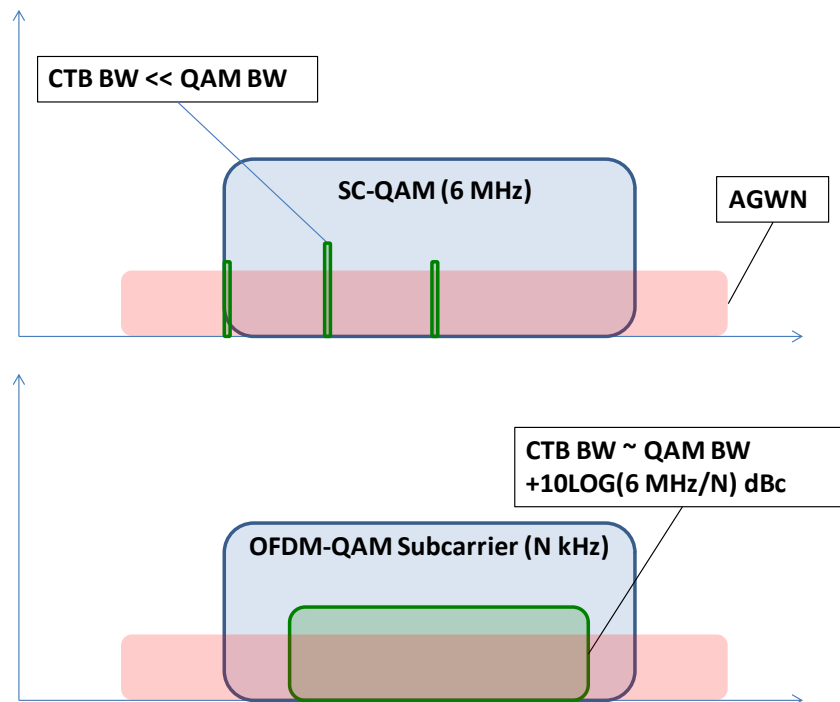 CTB BW << QAM BW
SC-QAM (6 MHz)
AGWN
CTB BW ~ QAM BW
+10LOG(6 MHz/N) dBc
OFDM-QAM Subcarrier (N kHz)